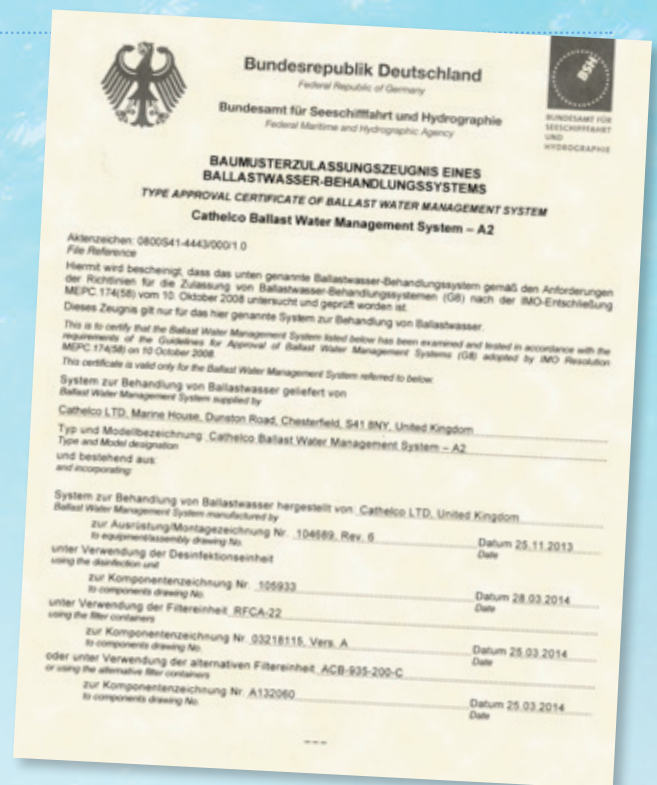 Bundesrepublik Deutschland
Federal Republic of Germany
Bundesamt für Seeschifffahrt und Hydrographie
Federal Maritime and Hydrographic Agency
BSH
BUNDESAMT FÜR
SEESCHIFFFAHRT
UND
HYDROGRAPHIE
BAUMUSTERZULASSUNGSZEUGNIS EINES
BALLASTWASSER-BEHANDLUNGSSYSTEMS
TYPE APPROVAL CERTIFICATE OF BALLAST WATER MANAGEMENT SYSTEM
Cathelco Ballast Water Management System – A2
Aktenzeichen: 0800S41-4443/000/1.0
File Reference
Hiermit wird bescheinigt, dass das unten genannte Ballastwasser-Behandlungssystem gemäß den Anforderungen
der Richtlinien für die Zulassung von Ballastwasser-Behandlungssystemen (G8) nach der IMO-Entschließung
MEPC.174(58) vom 10. Oktober 2008 untersucht und geprüft worden ist.
Dieses Zeugnis gilt nur für das hier genannte System zur Behandlung von Ballastwasser.
This is to certify that the Ballast Water Management System listed below has been examined and tested in accordance with the
requirements of the Guidelines for Approval of Ballast Water Management Systems (G8) adopted by IMO Resolution
MEPC.174(58) on 10 October 2008.
This certificate is valid only for the Ballast Water Management System referred to below.
System zur Behandlung von Ballastwasser geliefert von
Ballast Water Management System supplied by
Cathelco LTD, Marine House, Dunston Road, Chesterfield, S41 8NY, United Kingdom
Typ und Modellbezeichnung Cathelco Ballast Water Management System – A2
Type and Model designation
und bestehend aus:
and incorporating:
System zur Behandlung von Ballastwasser hergestellt von Cathelco LTD, United Kingdom
Ballast Water Management System manufactured by
zur Ausrüstung/Montagezeichnung Nr. 104689, Rev. 6 Datum 25.11.2013
to equipment/assembly drawing No. Date
unter Verwendung der Desinfektionseinheit
using the disinfection unit
zur Komponentenzeichnung Nr. 105933 Datum 28.03.2014
to components drawing No. Date
unter Verwendung der Filtereinheit RFCA-22
using the filter containers
zur Komponentenzeichnung Nr. 03218115, Vers. A Datum 25.03.2014
to components drawing No. Date
oder unter Verwendung der alternativen Filtereinheit ACB-935-200-C
or using the alternative filter containers
zur Komponentenzeichnung Nr. A132060 Datum 25.03.2014
to components drawing No. Date